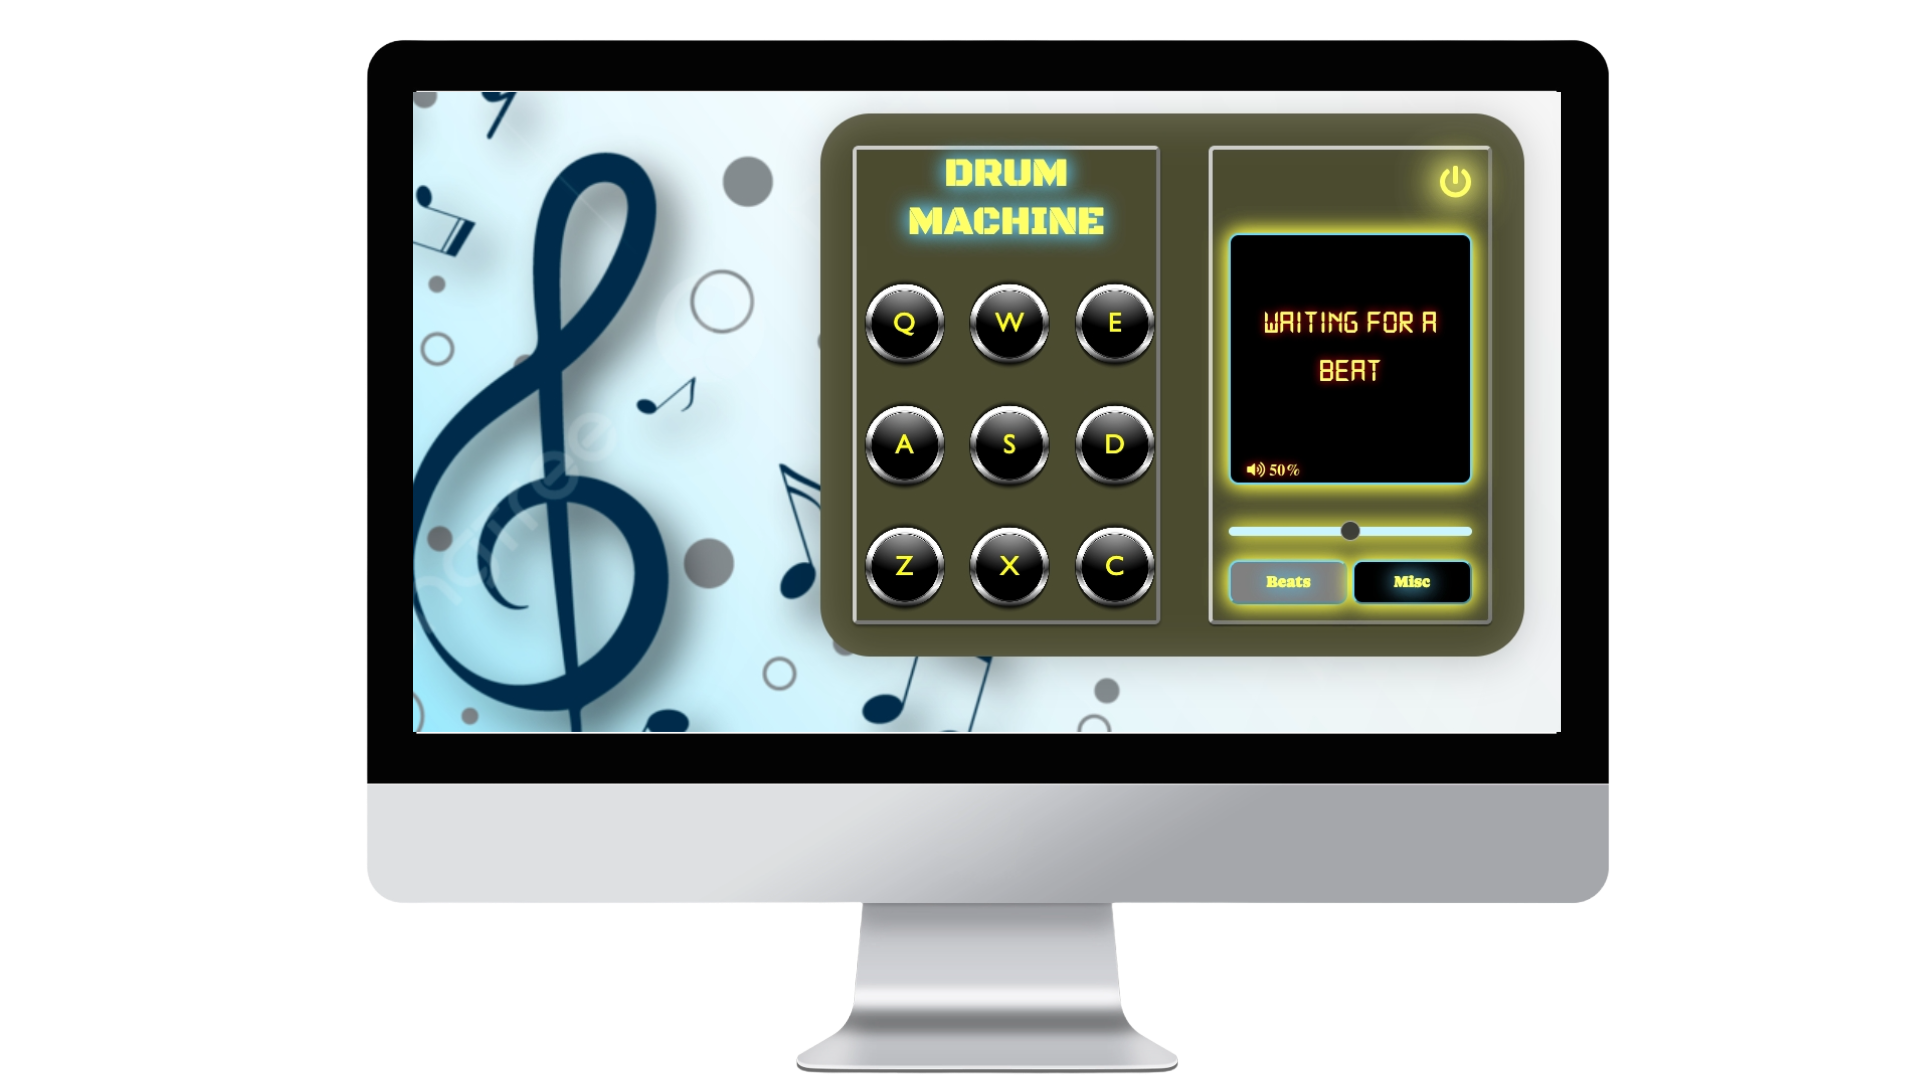 DRUM
MACHINE
Q W E
A S D
Z X C
WAITING FOR A
BEAT
50%
Beats Misc